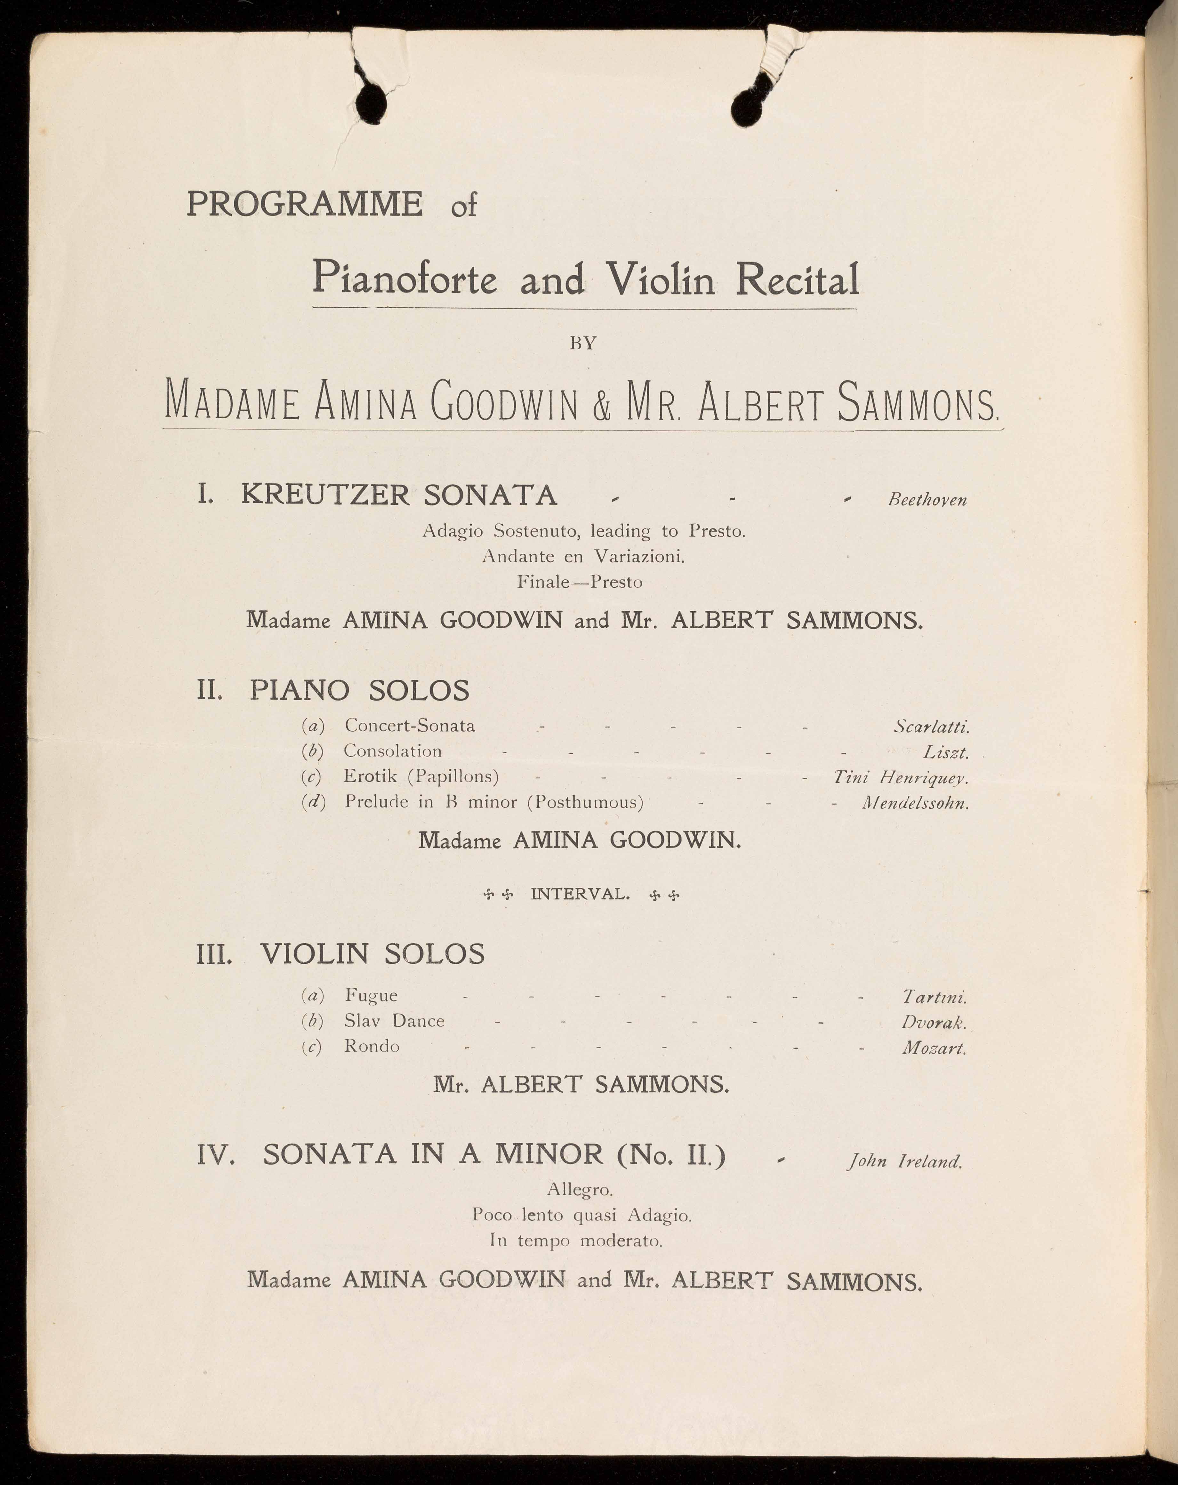 PROGRAMME of
Pianoforte and Violin Recital
BY
MADAME AMINA GOODWIN & MR. ALBERT SAMMONS.
I. KREUTZER SONATA - - - Beethoven
Adagio Sostenuto, leading to Presto.
Andante en Variazioni.
Finale—Presto
Madame AMINA GOODWIN and Mr. ALBERT SAMMONS.
II. PIANO SOLOS
(a) Concert-Sonata - - - - - Scarlatti.
(b) Consolation - - - - - - Liszt.
(c) Erotik (Papillons) - - - - - Tini Henriquey.
(d) Prelude in B minor (Posthumous) - - - Mendelssohn.
Madame AMINA GOODWIN.
INTERVAL.
III. VIOLIN SOLOS
(a) Fugue - - - - - - - Tartini.
(b) Slav Dance - - - - - - Dvorak.
(c) Rondo - - - - - - - Mozart.
Mr. ALBERT SAMMONS.
IV. SONATA IN A MINOR (No. II.) - John Ireland.
Allegro.
Poco lento quasi Adagio.
In tempo moderato.
Madame AMINA GOODWIN and Mr. ALBERT SAMMONS.